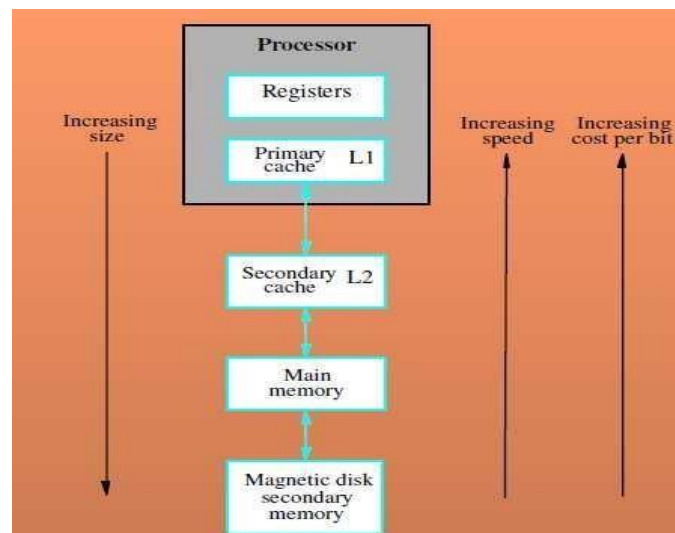 Processor
Registers
Increasing
size
Primary
cache L1
Increasing
speed
Increasing
cost per bit
Secondary
cache L2
Main
memory
Magnetic disk
secondary
memory